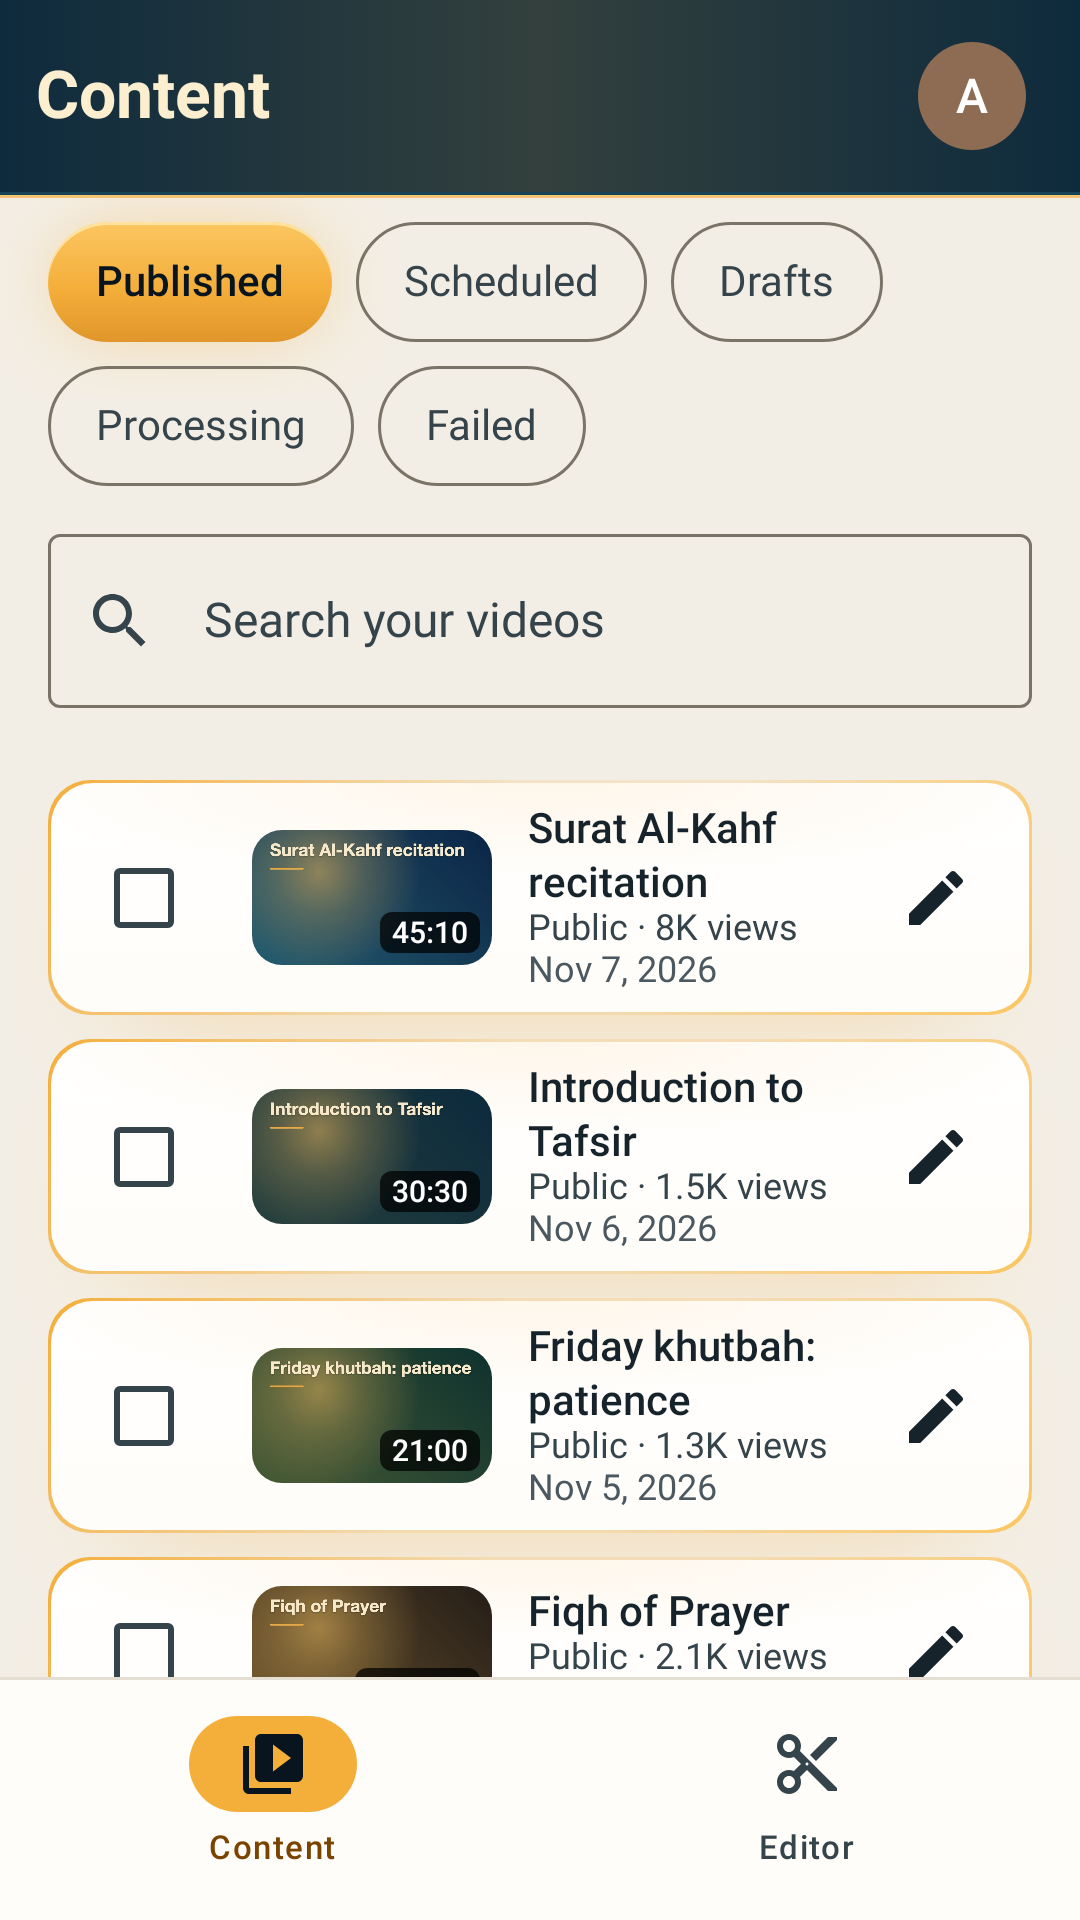 Content
A
Published
Scheduled
Drafts
Processing
Failed
Search your videos
Surat Al-Kahf recitation
45:10
Surat Al-Kahf
recitation
Public · 8K views
Nov 7, 2026
Introduction to Tafsir
30:30
Introduction to
Tafsir
Public · 1.5K views
Nov 6, 2026
Friday khutbah: patience
21:00
Friday khutbah:
patience
Public · 1.3K views
Nov 5, 2026
Fiqh of Prayer
Fiqh of Prayer
Public · 2.1K views
Content
Editor